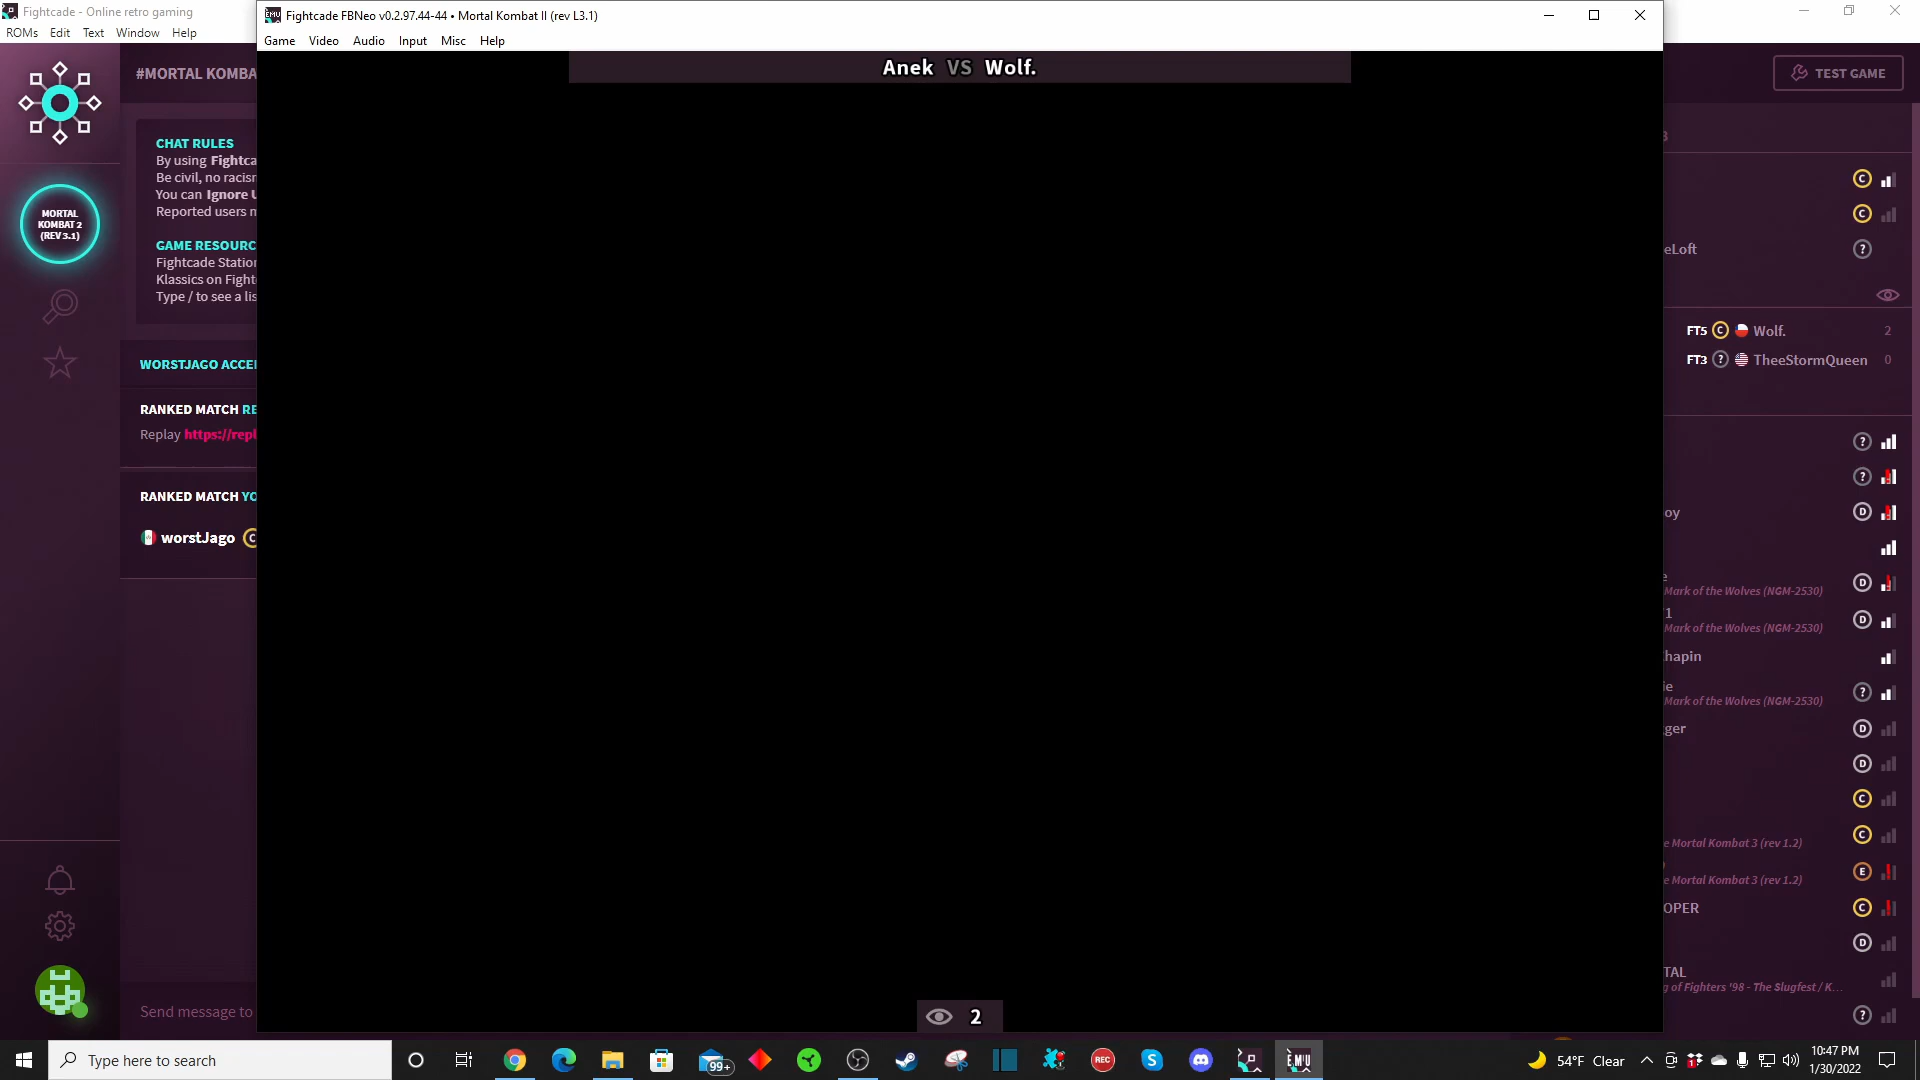 Fightcade - Online retro gaming
ROMs Edit Text Window Help
Fightcade FBNeo v0.2.97.44-44 • Mortal Kombat II (rev L3.1)
Game Video Audio Input Misc Help
#MORTAL KOMBA
Anek VS Wolf.
TEST GAME
CHAT RULES
By using Fightca
Be civil, no racisn
You can Ignore U
Reported users m
MORTAL
KOMBAT 2
(REV 3.1)
GAME RESOURC
Fightcade Station
Klassics on Fight
Type / to see a lis
eLoft
FT5 C Wolf. 2
FT3 ? TheeStormQueen 0
WORSTJAGO ACCE
RANKED MATCH RE
Replay https://repl
RANKED MATCH YO
worstJago C
oy
Mark of the Wolves (NGM-2530)
1
Mark of the Wolves (NGM-2530)
hapin
ie
Mark of the Wolves (NGM-2530)
ger
e Mortal Kombat 3 (rev 1.2)
e Mortal Kombat 3 (rev 1.2)
OPER
TAL
g of Fighters '98 - The Slugfest / K...
Send message to
2
Type here to search
99+
REC
EMU
54°F Clear
10:47 PM
1/30/2022